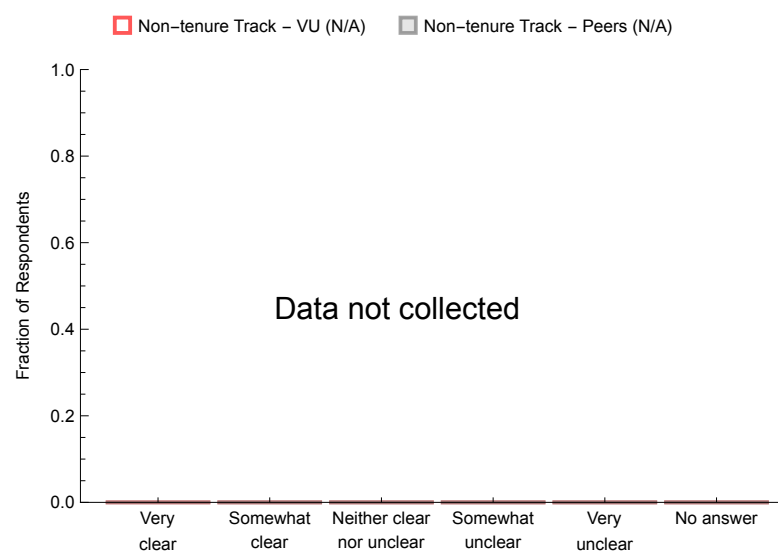 Non-tenure Track - VU (N/A) Non-tenure Track - Peers (N/A)
1.0
0.8
0.6
0.4
0.2
0.0
Fraction of Respondents
Data not collected
Very Somewhat Neither clear Somewhat Very No answer
clear clear nor unclear unclear unclear